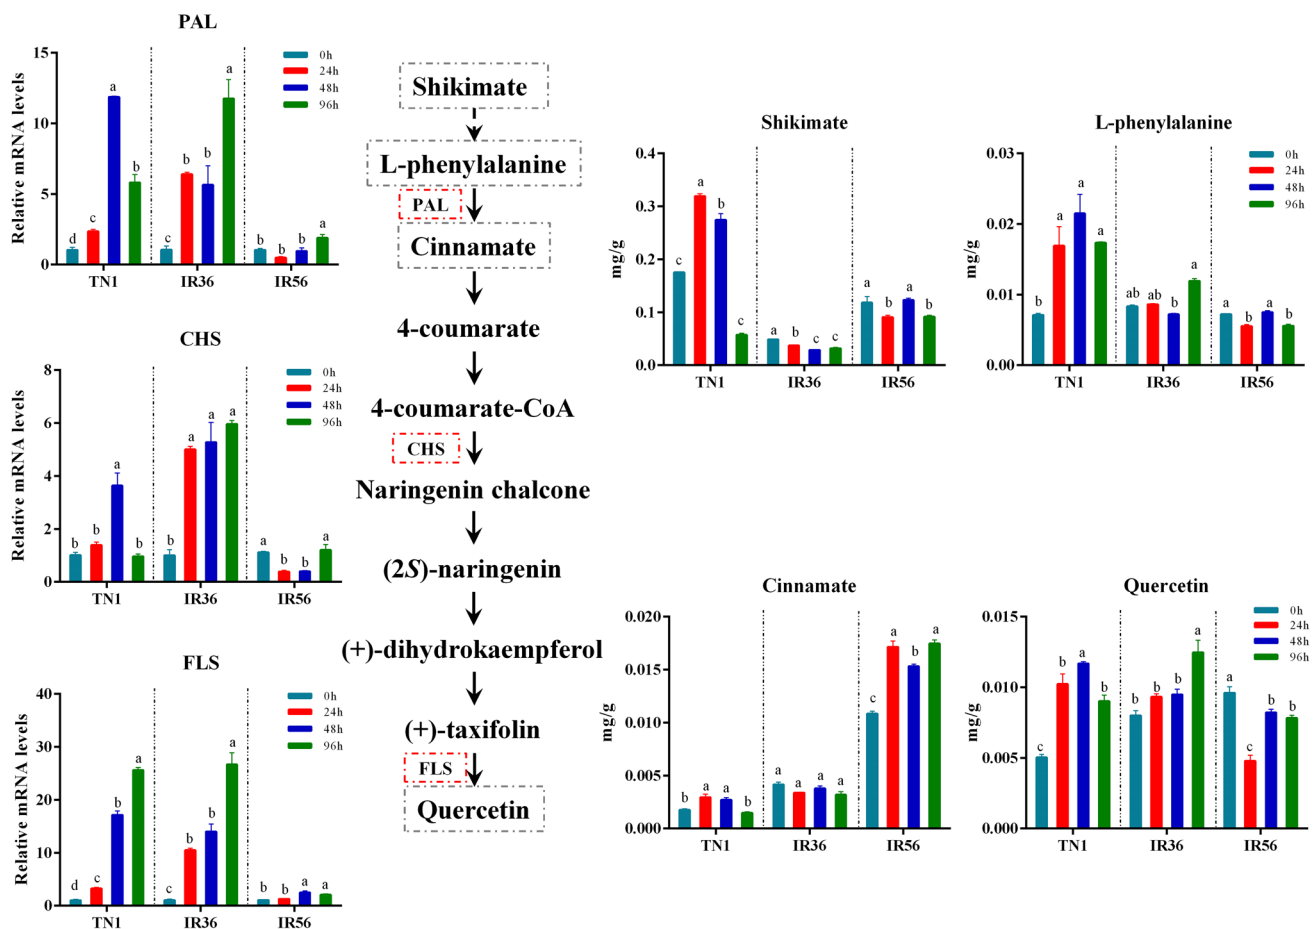 PAL
Relative mRNA levels
15
10
5
0
d
c
a
b
c
b
b
a
b
b
b
a
0h
24h
48h
96h
TN1
IR36
IR56
CHS
Relative mRNA levels
8
6
4
2
0
b
b
a
b
b
a
a
a
a
b
b
a
0h
24h
48h
96h
TN1
IR36
IR56
FLS
Relative mRNA levels
40
30
20
10
0
d
c
b
a
c
b
b
a
b
b
a
a
0h
24h
48h
96h
TN1
IR36
IR56
Shikimate
L-phenylalanine
PAL
Cinnamate
4-coumarate
4-coumarate-CoA
CHS
Naringenin chalcone
(2S)-naringenin
(+)-dihydrokaempferol
(+)-taxifolin
FLS
Quercetin
Shikimate
mg/g
0.4
0.3
0.2
0.1
0.0
c
a
b
c
a
b
c
c
a
b
a
b
TN1
IR36
IR56
L-phenylalanine
mg/g
0.03
0.02
0.01
0.00
b
a
a
a
ab
ab
b
a
a
b
a
b
0h
24h
48h
96h
TN1
IR36
IR56
Cinnamate
mg/g
0.020
0.015
0.010
0.005
0.000
b
a
a
b
a
a
a
a
c
a
b
a
TN1
IR36
IR56
Quercetin
mg/g
0.015
0.010
0.005
0.000
c
b
a
b
b
b
b
a
a
c
b
b
0h
24h
48h
96h
TN1
IR36
IR56